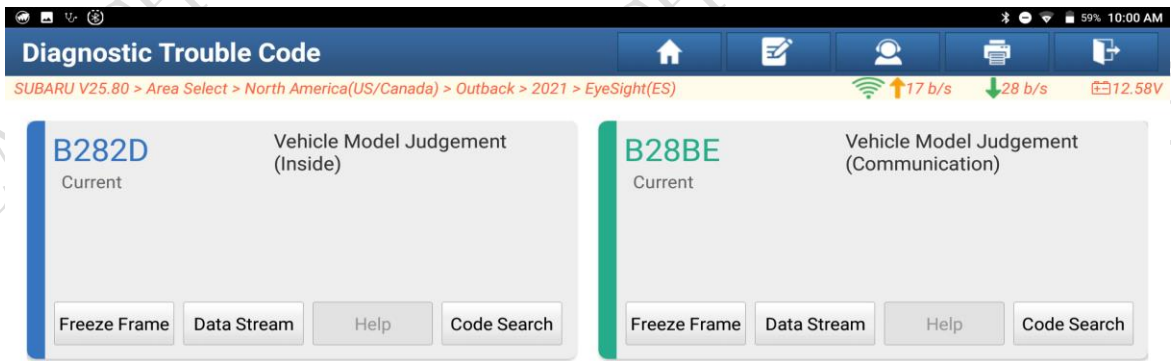 59% 10:00 AM
Diagnostic Trouble Code
SUBARU V25.80 > Area Select > North America(US/Canada) > Outback > 2021 > EyeSight(ES)
17 b/s
28 b/s
12.58V
B282D
Vehicle Model Judgement
(Inside)
Current
Freeze Frame
Data Stream
Help
Code Search
B28BE
Vehicle Model Judgement
(Communication)
Current
Freeze Frame
Data Stream
Help
Code Search